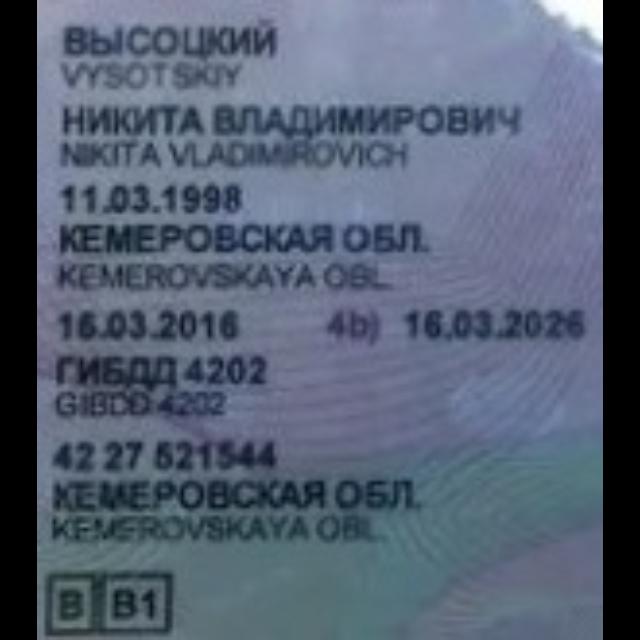 ВЫСОЦКИЙ
VYSOTSKIY
НИКИТА ВЛАДИМИРОВИЧ
NIKITA VLADIMIROVICH
11.03.1998
КЕМЕРОВСКАЯ ОБЛ.
KEMEROVSKAYA OBL.
16.03.2016 4b) 16.03.2026
ГИБДД 4202
GIBDD 4202
42 27 521544
КЕМЕРОВСКАЯ ОБЛ.
KEMEROVSKAYA OBL.
B B1